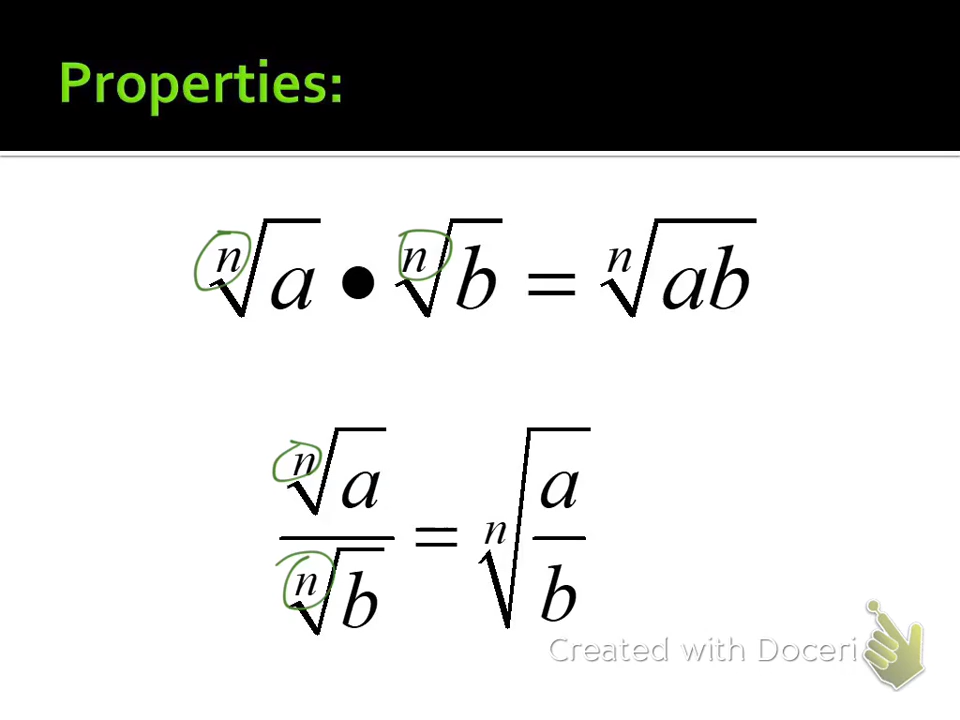 Properties:
ⁿ√a • ⁿ√b = ⁿ√ab
ⁿ√a / ⁿ√b = ⁿ√(a/b)
Created with Doceri